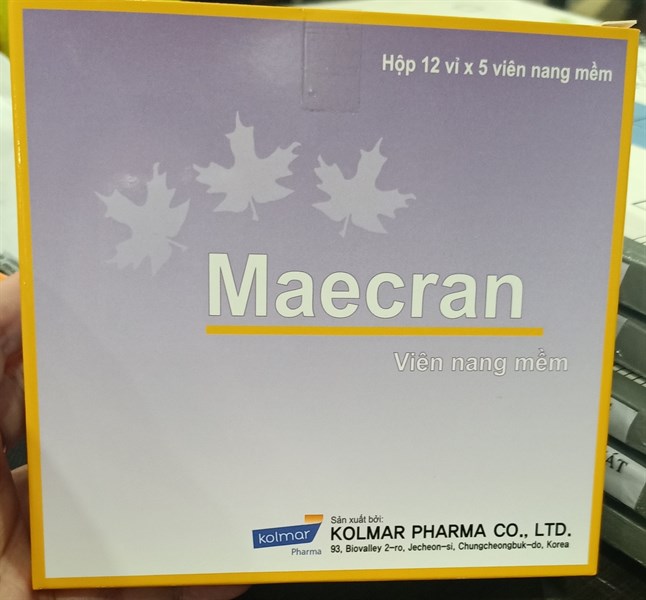 Hộp 12 vỉ x 5 viên nang mềm
Maecran
Viên nang mềm
kolmar
Pharma
Sản xuất bởi:
KOLMAR PHARMA CO., LTD.
93, Biovalley 2-ro, Jecheon-si, Chungcheongbuk-do, Korea
ÁT